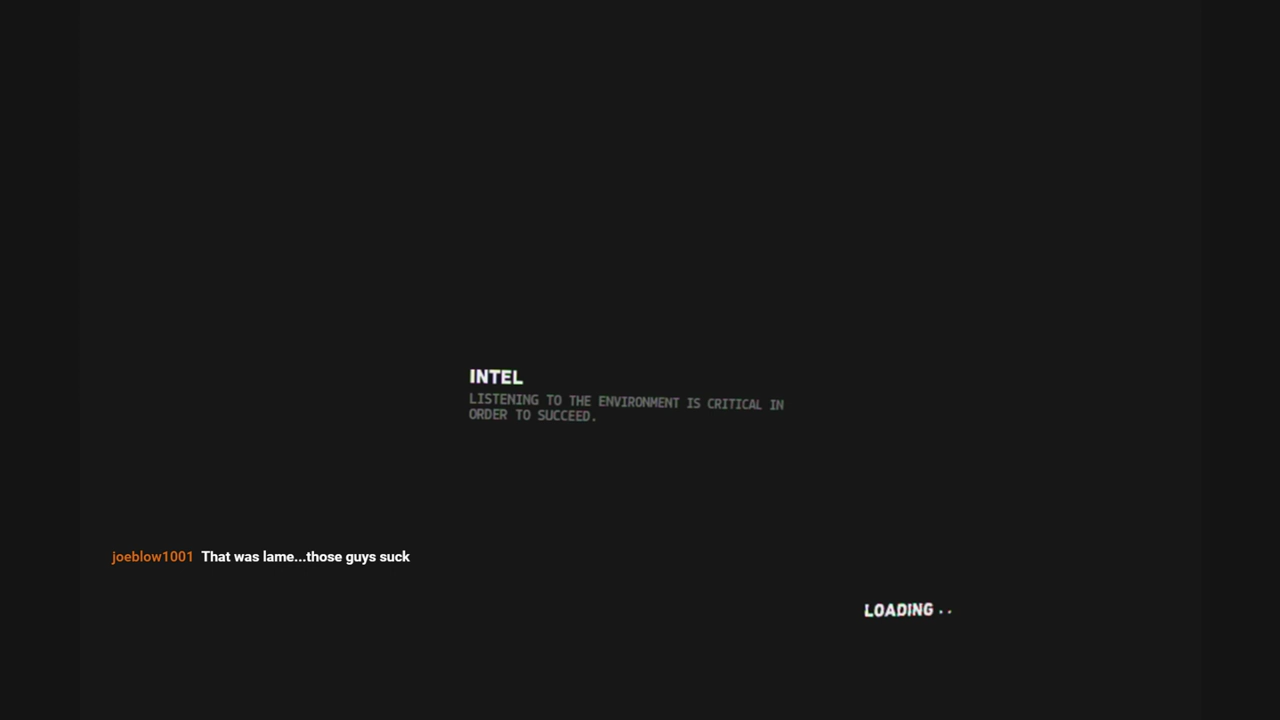 INTEL
LISTENING TO THE ENVIRONMENT IS CRITICAL IN
ORDER TO SUCCEED.
joeblow1001 That was lame...those guys suck
LOADING . .